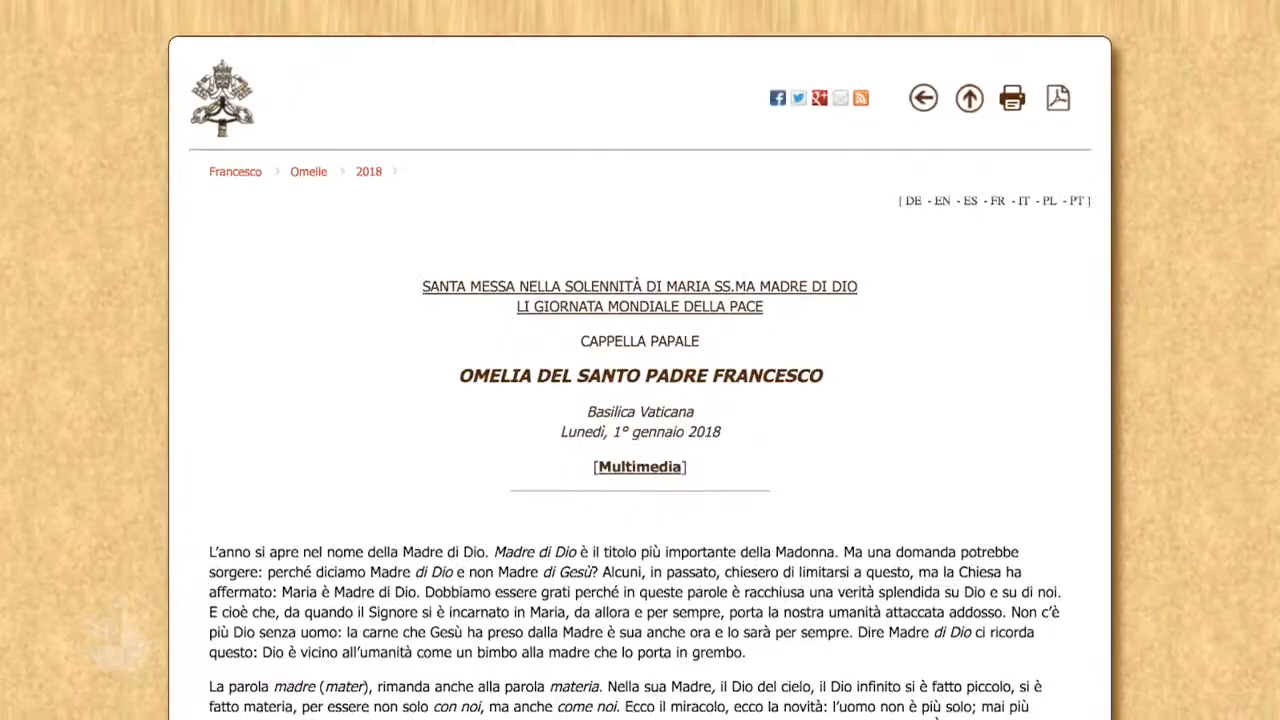 Francesco
Omelle
2018
[ DE - EN - ES - FR - IT - PL - PT ]
SANTA MESSA NELLA SOLENNITÀ DI MARIA SS.MA MADRE DI DIO
LI GIORNATA MONDIALE DELLA PACE
CAPPELLA PAPALE
OMELIA DEL SANTO PADRE FRANCESCO
Basilica Vaticana
Lunedì, 1° gennaio 2018
[Multimedia]
L'anno si apre nel nome della Madre di Dio. Madre di Dio è il titolo più importante della Madonna. Ma una domanda potrebbe
sorgere: perché diciamo Madre di Dio e non Madre di Gesù? Alcuni, in passato, chiesero di limitarsi a questo, ma la Chiesa ha
affermato: Maria è Madre di Dio. Dobbiamo essere grati perché in queste parole è racchiusa una verità splendida su Dio e su di noi.
E cioè che, da quando il Signore si è incarnato in Maria, da allora e per sempre, porta la nostra umanità attaccata addosso. Non c'è
più Dio senza uomo: la carne che Gesù ha preso dalla Madre è sua anche ora e lo sarà per sempre. Dire Madre di Dio ci ricorda
questo: Dio è vicino all'umanità come un bimbo alla madre che lo porta in grembo.
La parola madre (mater), rimanda anche alla parola materia. Nella sua Madre, il Dio del cielo, il Dio infinito si è fatto piccolo, si è
fatto materia, per essere non solo con noi, ma anche come noi. Ecco il miracolo, ecco la novità: l'uomo non è più solo; mai più